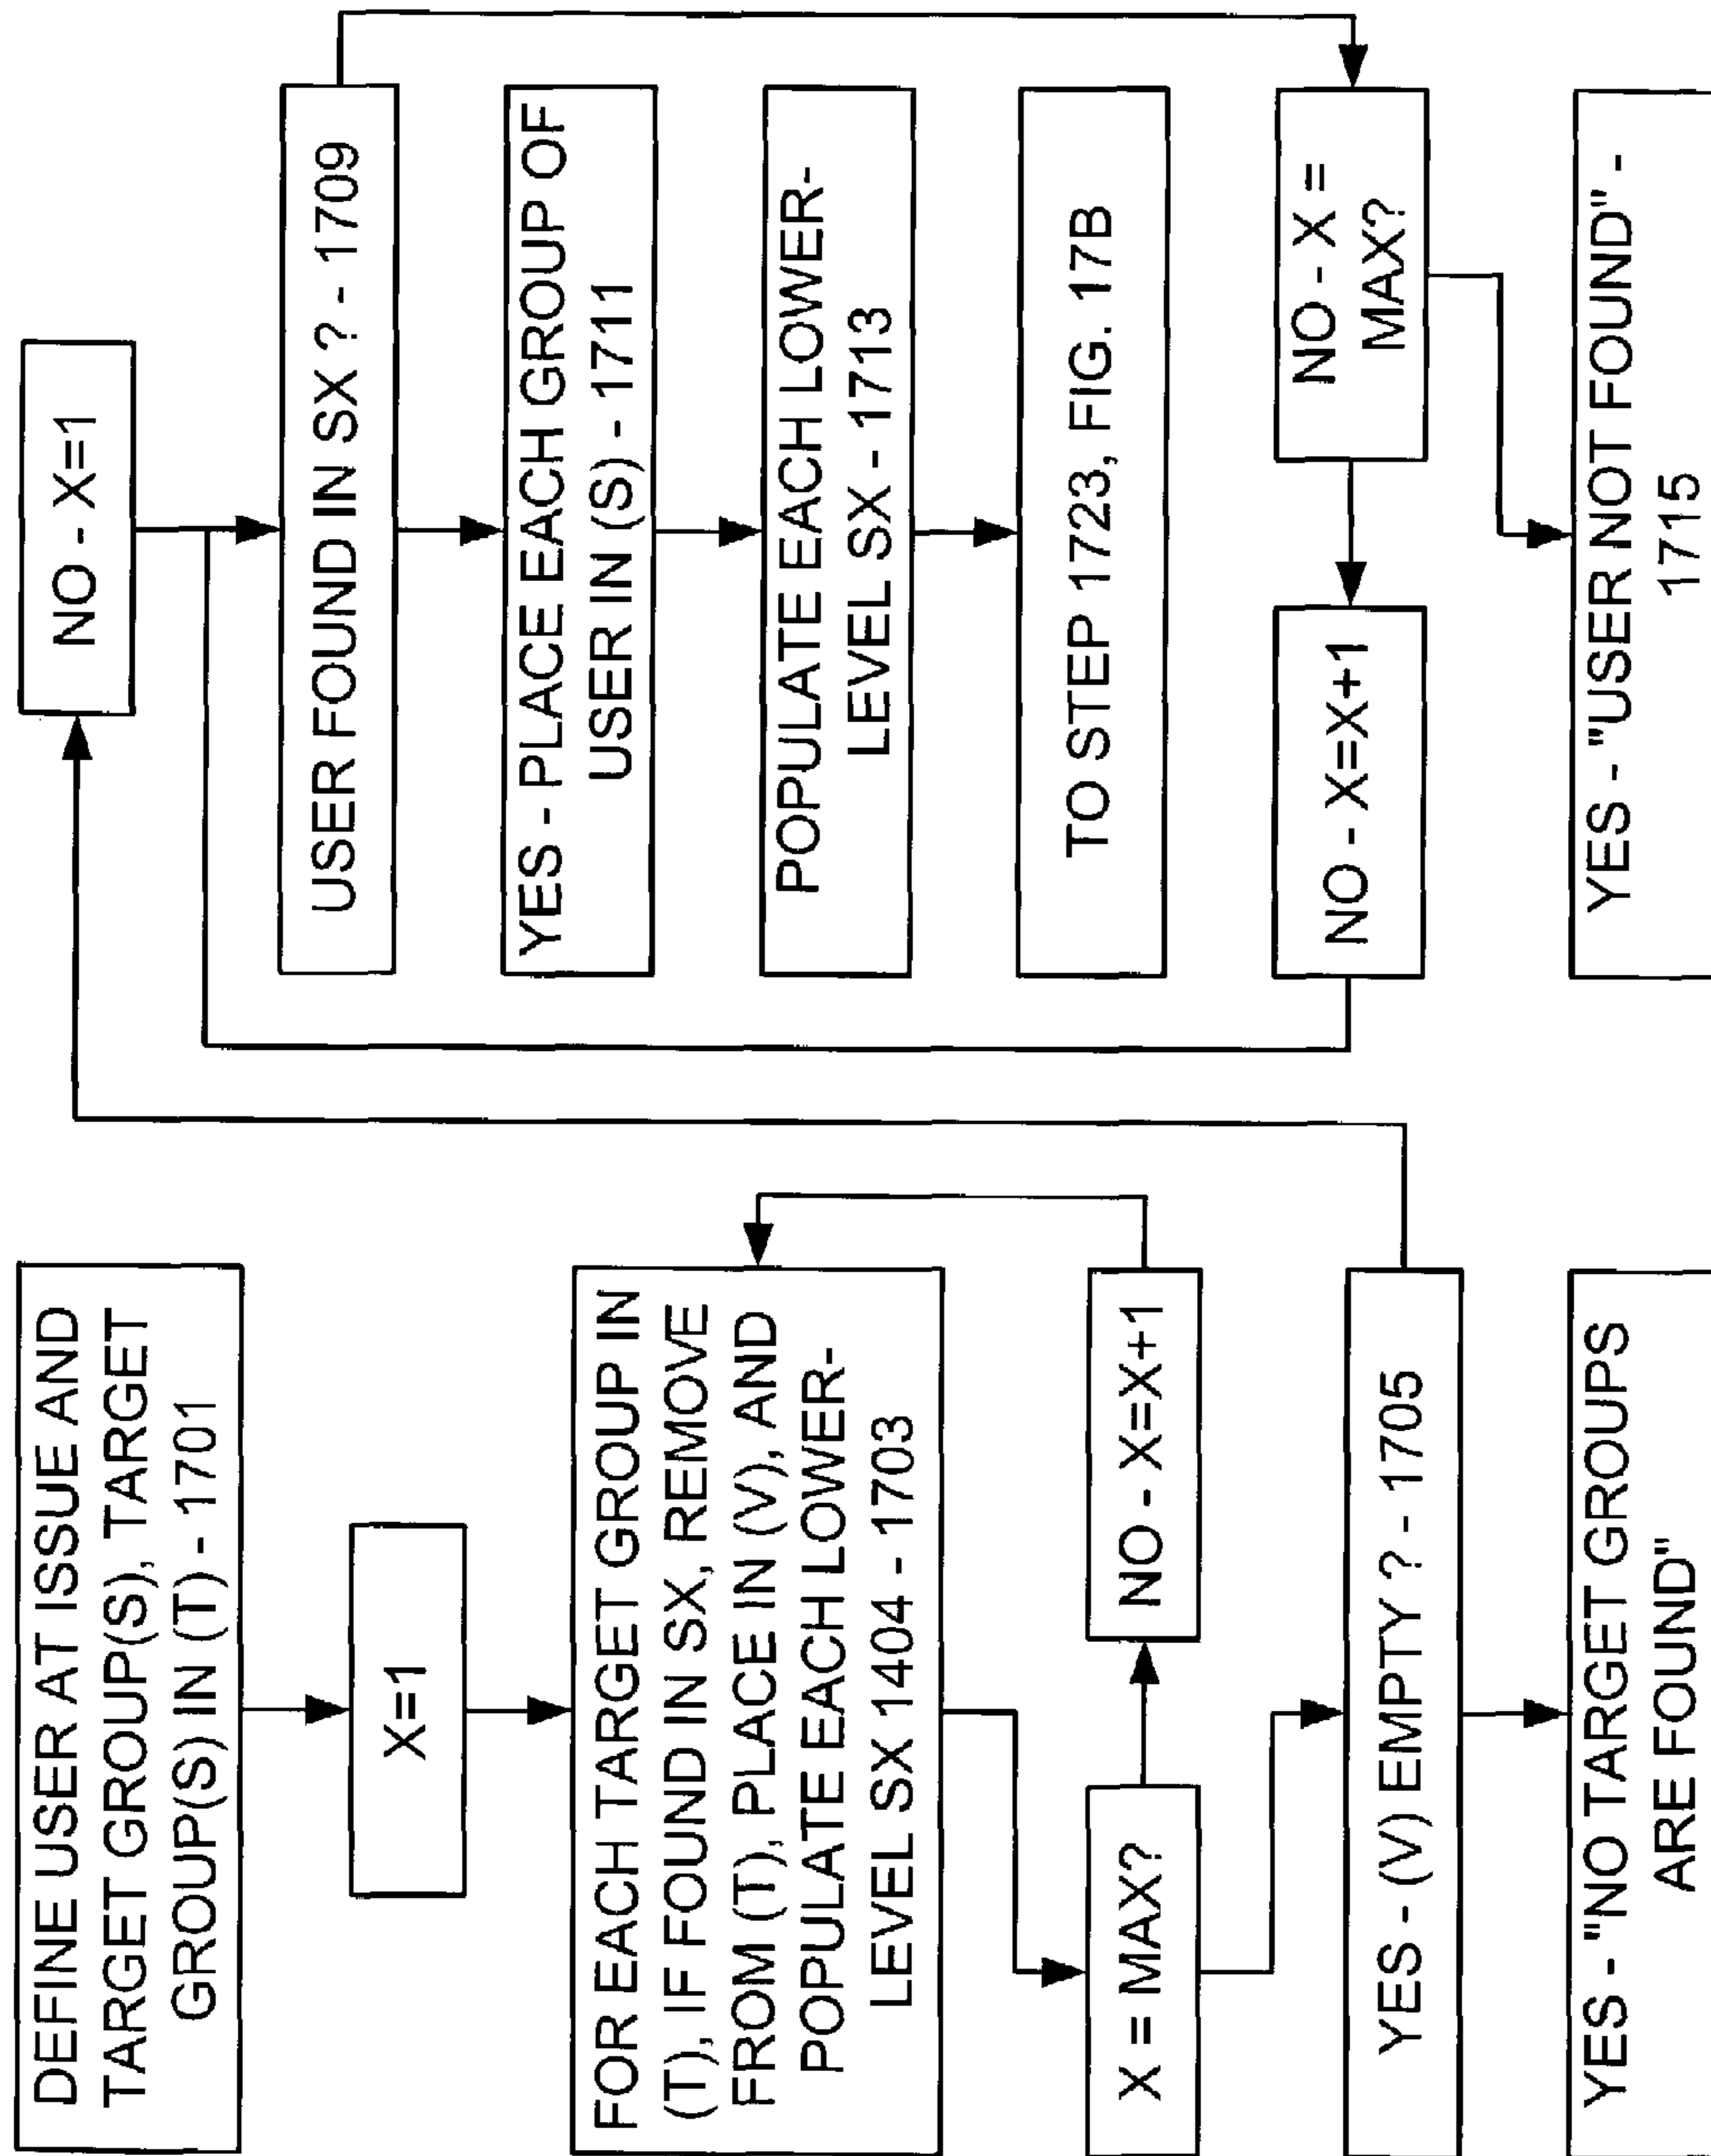 DEFINE USER AT ISSUE AND
TARGET GROUP(S), TARGET
GROUP(S) IN (T) - 1701
X=1
FOR EACH TARGET GROUP IN
(T), IF FOUND IN SX, REMOVE
FROM (T), PLACE IN (V), AND
POPULATE EACH LOWER-
LEVEL SX 1404 - 1703
X = MAX?
NO - X=X+1
YES - (V) EMPTY ? - 1705
YES - "NO TARGET GROUPS
ARE FOUND"
NO - X=1
USER FOUND IN SX ? - 1709
YES - PLACE EACH GROUP OF
USER IN (S) - 1711
POPULATE EACH LOWER-
LEVEL SX - 1713
TO STEP 1723, FIG. 17B
NO - X=X+1
NO - X =
MAX?
YES - "USER NOT FOUND" -
1715